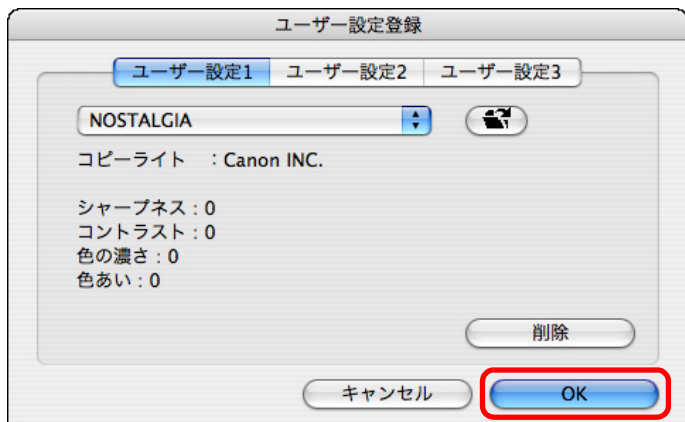 ユーザー設定登録
ユーザー設定1 ユーザー設定2 ユーザー設定3
NOSTALGIA
コピーライト : Canon INC.
シャープネス : 0
コントラスト : 0
色の濃さ : 0
色あい : 0
削除
キャンセル OK